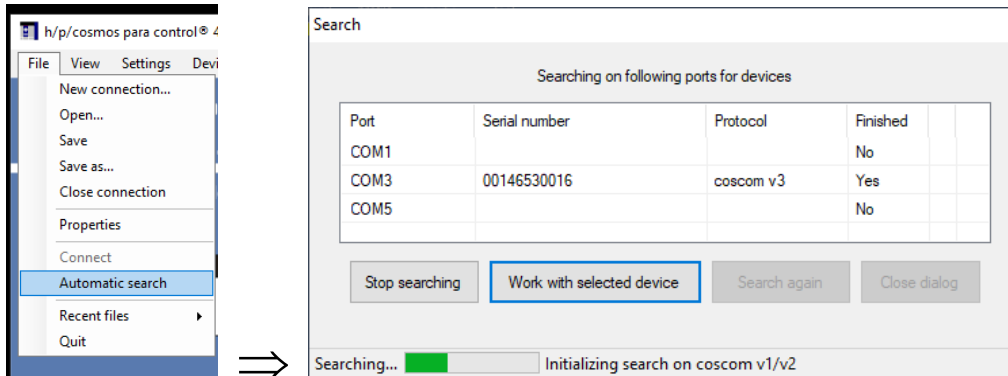 h/p/cosmos para control® 4
File View Settings Devi
New connection...
Open...
Save
Save as...
Close connection
Properties
Connect
Automatic search
Recent files
Quit
Search
Searching on following ports for devices
Port Serial number Protocol Finished
COM1 No
COM3 00146530016 coscom v3 Yes
COM5 No
Stop searching Work with selected device Search again Close dialog
Searching... Initializing search on coscom v1/v2